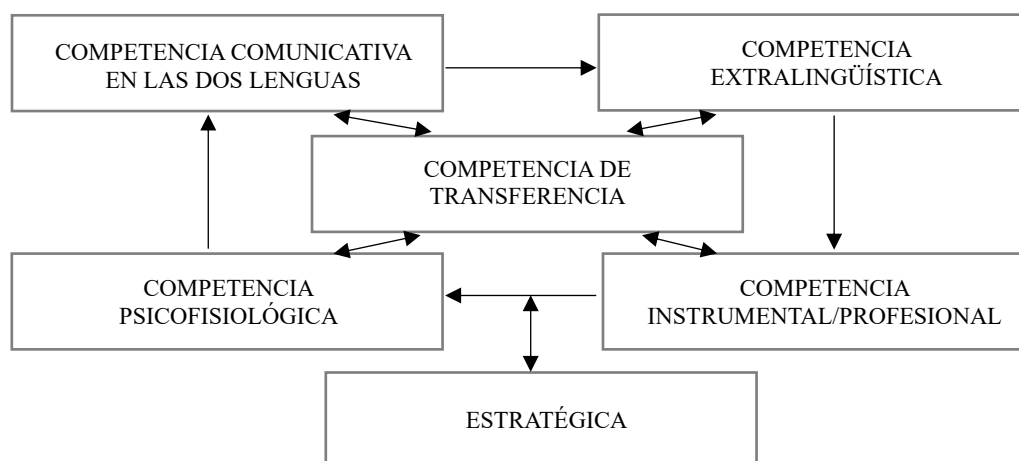 COMPETENCIA COMUNICATIVA
EN LAS DOS LENGUAS
COMPETENCIA
EXTRALINGÜÍSTICA
COMPETENCIA DE
TRANSFERENCIA
COMPETENCIA
PSICOFISIOLÓGICA
COMPETENCIA
INSTRUMENTAL/PROFESIONAL
ESTRATÉGICA